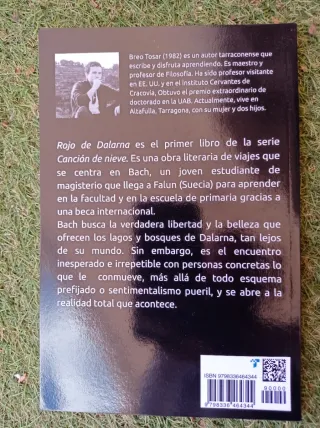 Breo Tosar (1982) es un autor tarraconense que
escribe y disfruta aprendiendo. Es maestro y
profesor de Filosofía. Ha sido profesor visitante
en EE. UU. y en el Instituto Cervantes de
Cracovia. Obtuvo el premio extraordinario de
doctorado en la UAB. Actualmente, vive en
Altafulla, Tarragona, con su mujer y dos hijos.
Rojo de Dalarna es el primer libro de la serie
Canción de nieve. Es una obra literaria de viajes que
se centra en Bach, un joven estudiante de
magisterio que llega a Falun (Suecia) para aprender
en la facultad y en la escuela de primaria gracias a
una beca internacional.
Bach busca la verdadera libertad y la belleza que
ofrecen los lagos y bosques de Dalarna, tan lejos
de su mundo. Sin embargo, es el encuentro
inesperado e irrepetible con personas concretas lo
que le conmueve, más allá de todo esquema
prefijado o sentimentalismo pueril, y se abre a la
realidad total que acontece.
ISBN 9798336464344
90000
9 798336 464344